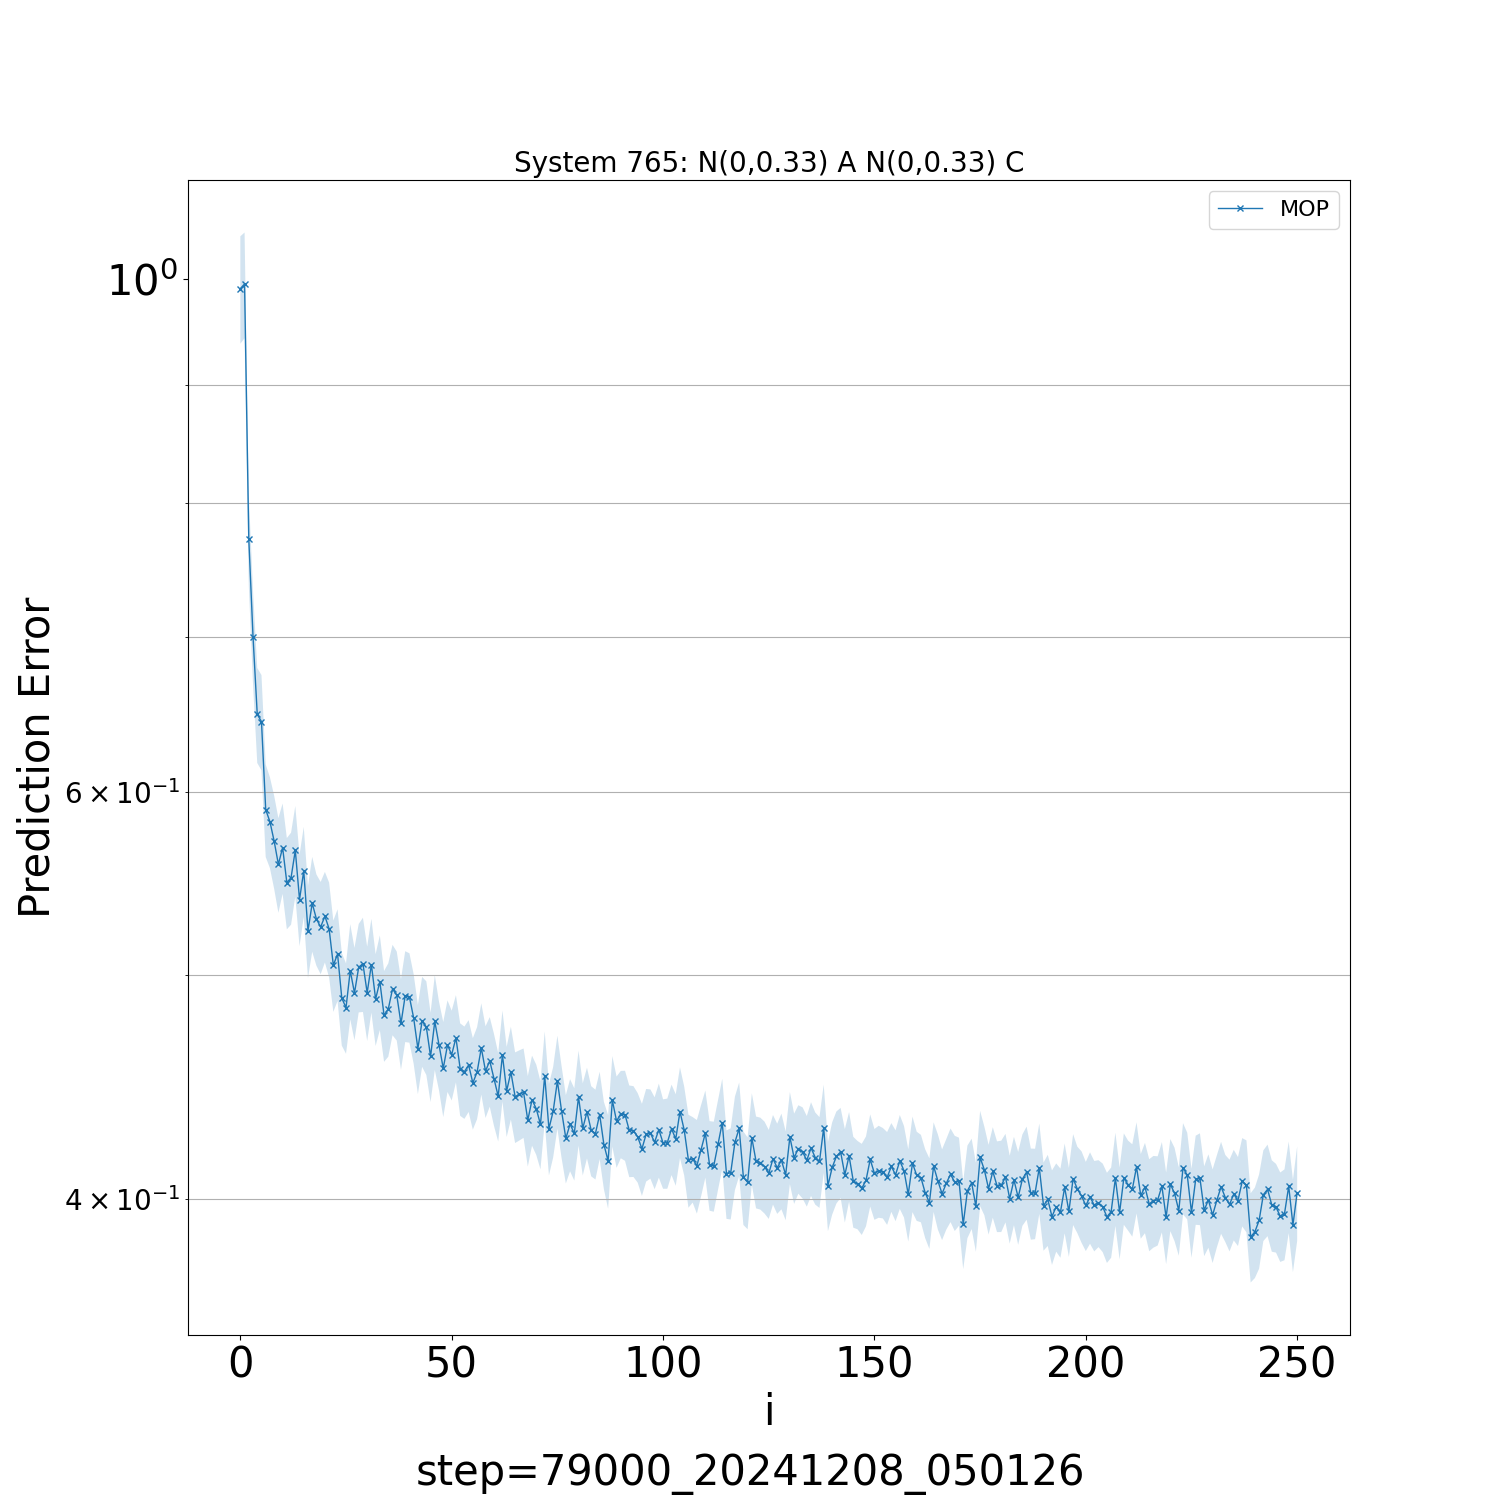 System 765: N(0,0.33) A N(0,0.33) C
MOP
10⁰
6 × 10⁻¹
4 × 10⁻¹
Prediction Error
0 50 100 150 200 250
i
step=79000_20241208_050126